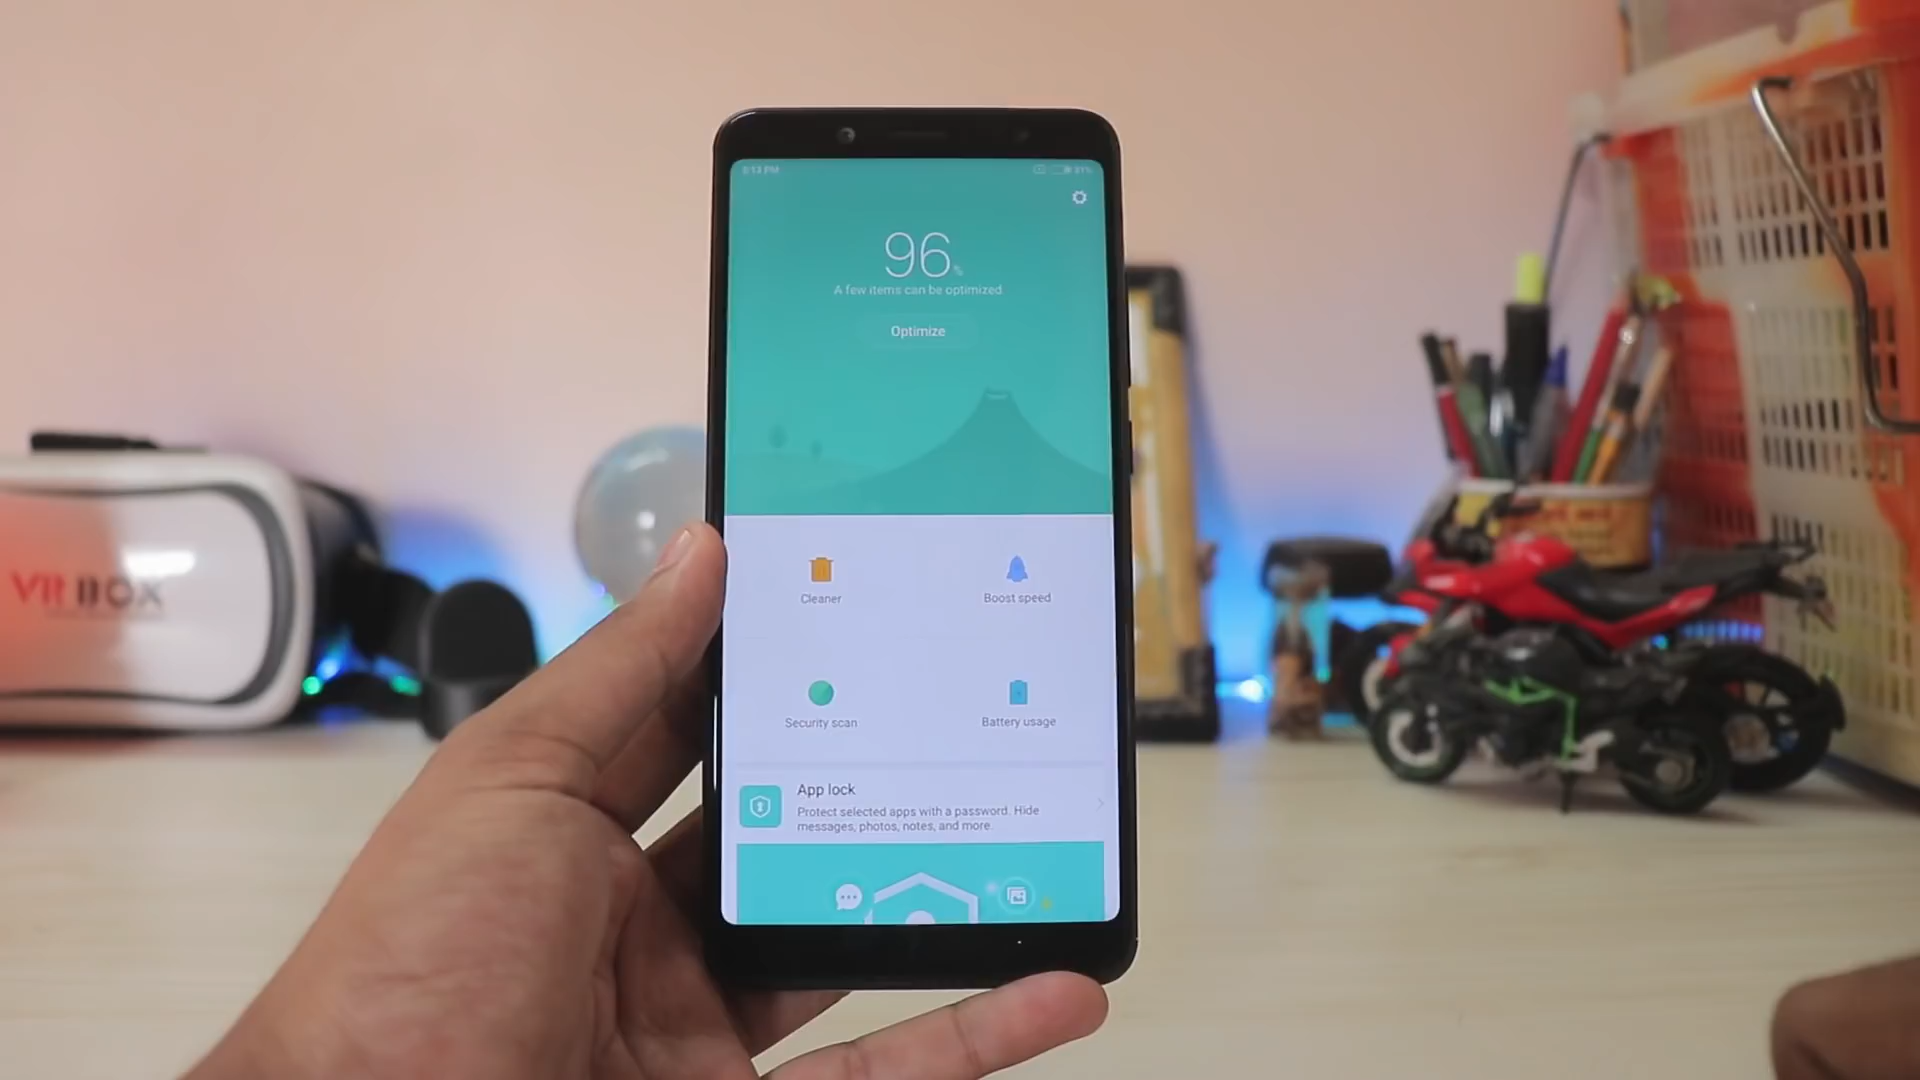 96%
A few items can be optimized
Optimize
Cleaner
Boost speed
Security scan
Battery usage
App lock
Protect selected apps with a password. Hide
messages, photos, notes, and more.
VR BOX